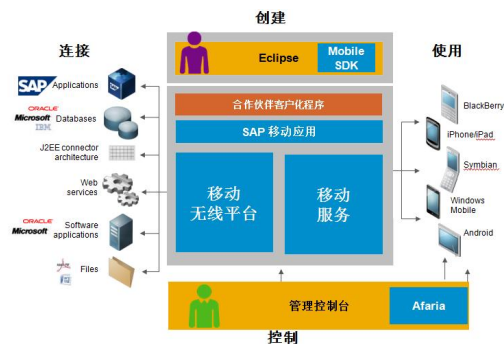 创建
连接
使用
Eclipse
Mobile
SDK
SAP
Applications
ORACLE
Microsoft
IBM
Databases
J2EE connector
architecture
Web
services
ORACLE
Microsoft
Software
applications
Files
合作伙伴客户化程序
SAP 移动应用
移动
无线平台
移动
服务
BlackBerry
iPhone/iPad
Symbian
Windows
Mobile
Android
管理控制台
Afaria
控制